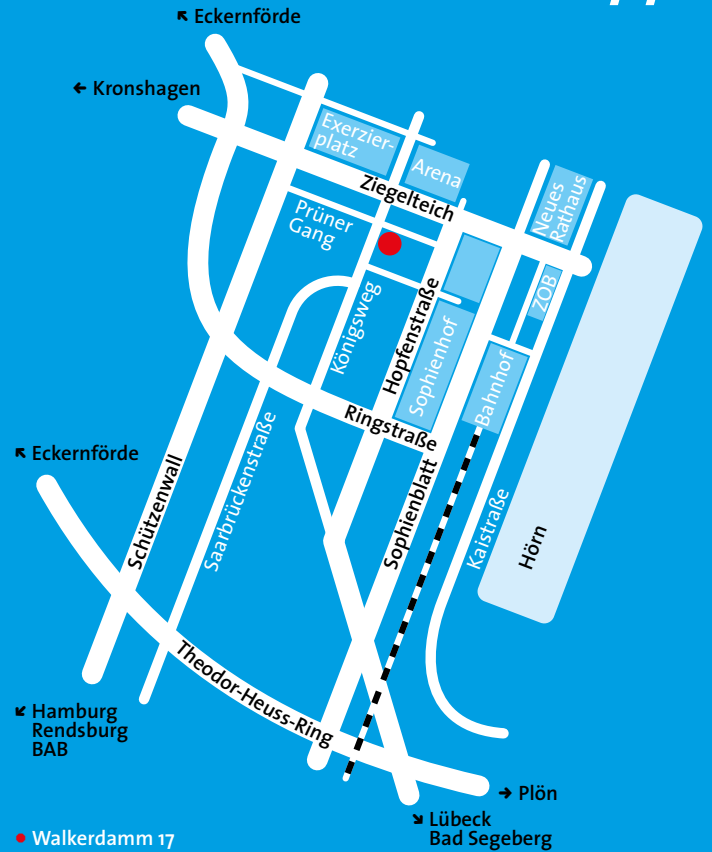 ↖ Eckernförde
← Kronshagen
Exerzier-
platz
Arena
Ziegelteich
Neues
Rathaus
Prüner
Gang
ZOB
Königsweg
Hopfenstraße
Sophienhof
Bahnhof
Ringstraße
↖ Eckernförde
Schützenwall
Saarbrückenstraße
Sophienblatt
Kaistraße
Hörn
Theodor-Heuss-Ring
↙ Hamburg
Rendsburg
BAB
→ Plön
↘ Lübeck
Bad Segeberg
● Walkerdamm 17